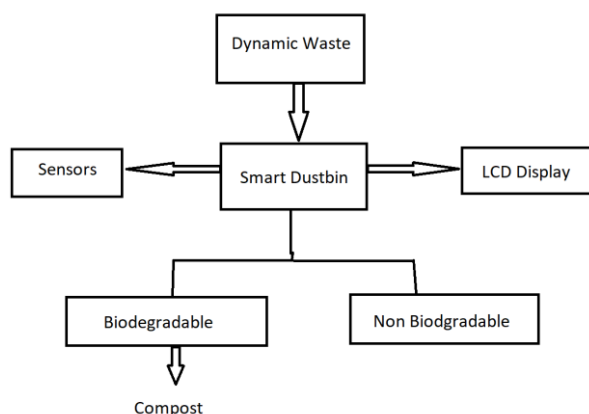 Dynamic Waste
Sensors
Smart Dustbin
LCD Display
Biodegradable
Non Biodgradable
Compost